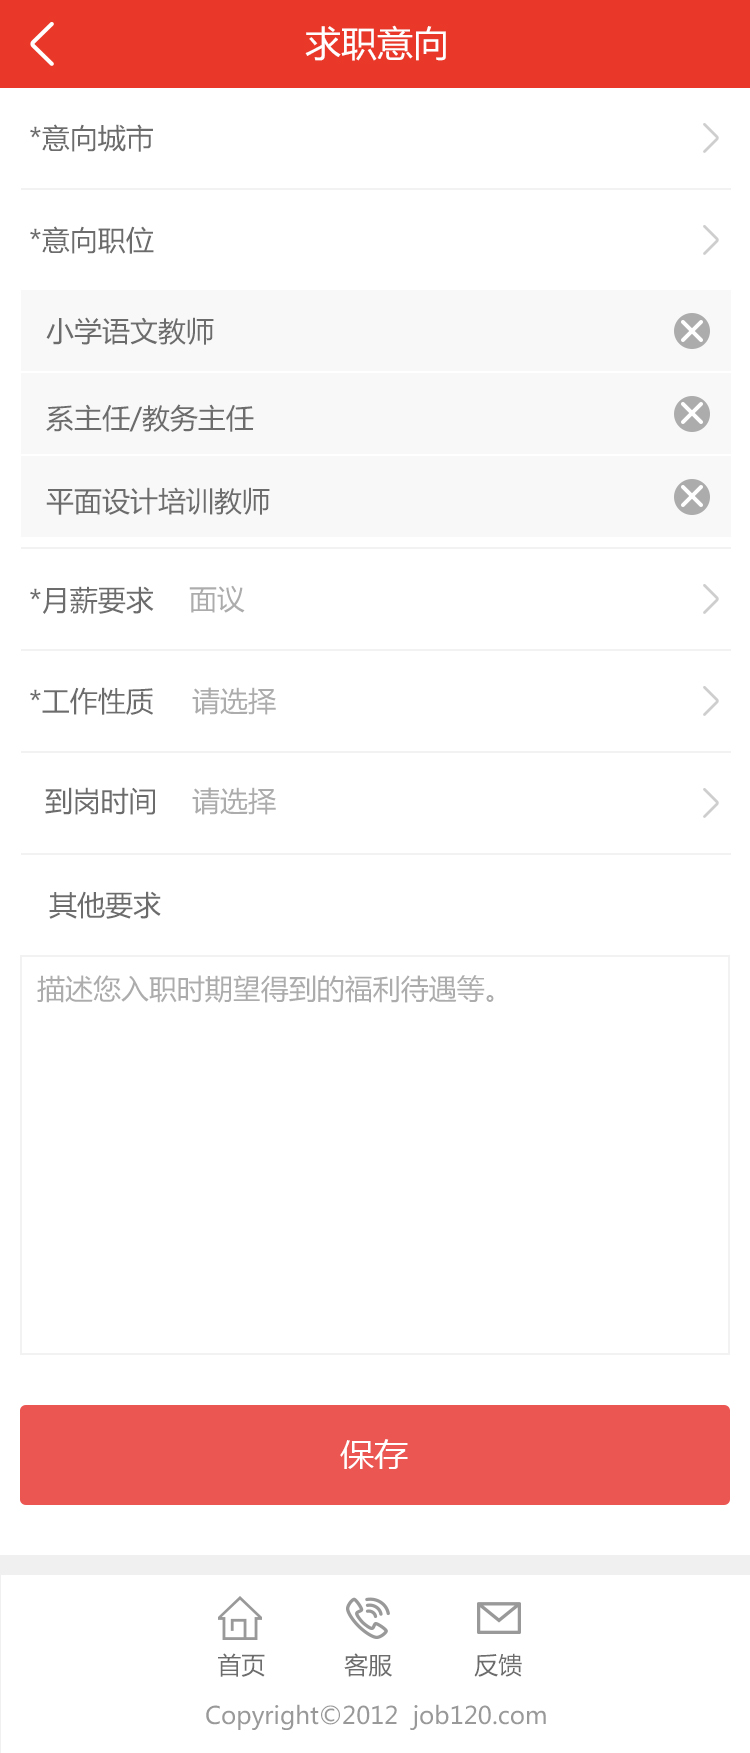 求职意向
*意向城市
*意向职位
小学语文教师
系主任/教务主任
平面设计培训教师
*月薪要求 面议
*工作性质 请选择
到岗时间 请选择
其他要求
描述您入职时期望得到的福利待遇等。
保存
首页 客服 反馈
Copyright©2012 job120.com